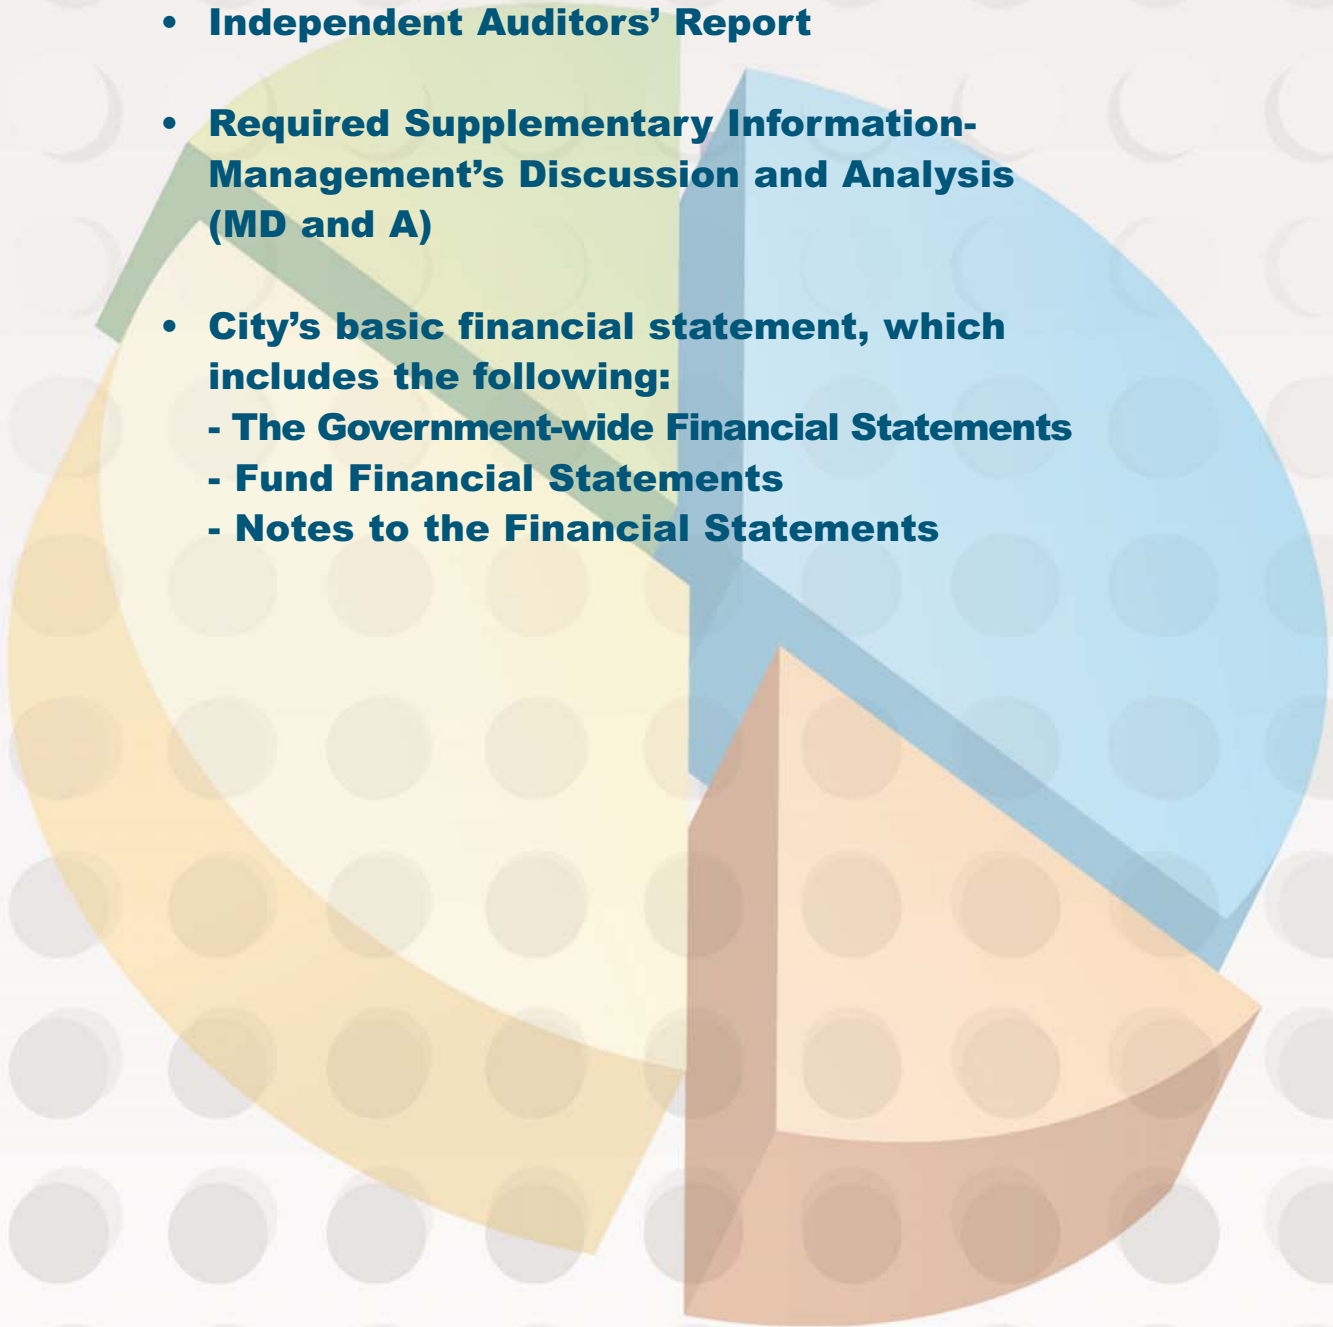 • Independent Auditors’ Report
• Required Supplementary Information-
Management’s Discussion and Analysis
(MD and A)
• City’s basic financial statement, which
includes the following:
- The Government-wide Financial Statements
- Fund Financial Statements
- Notes to the Financial Statements